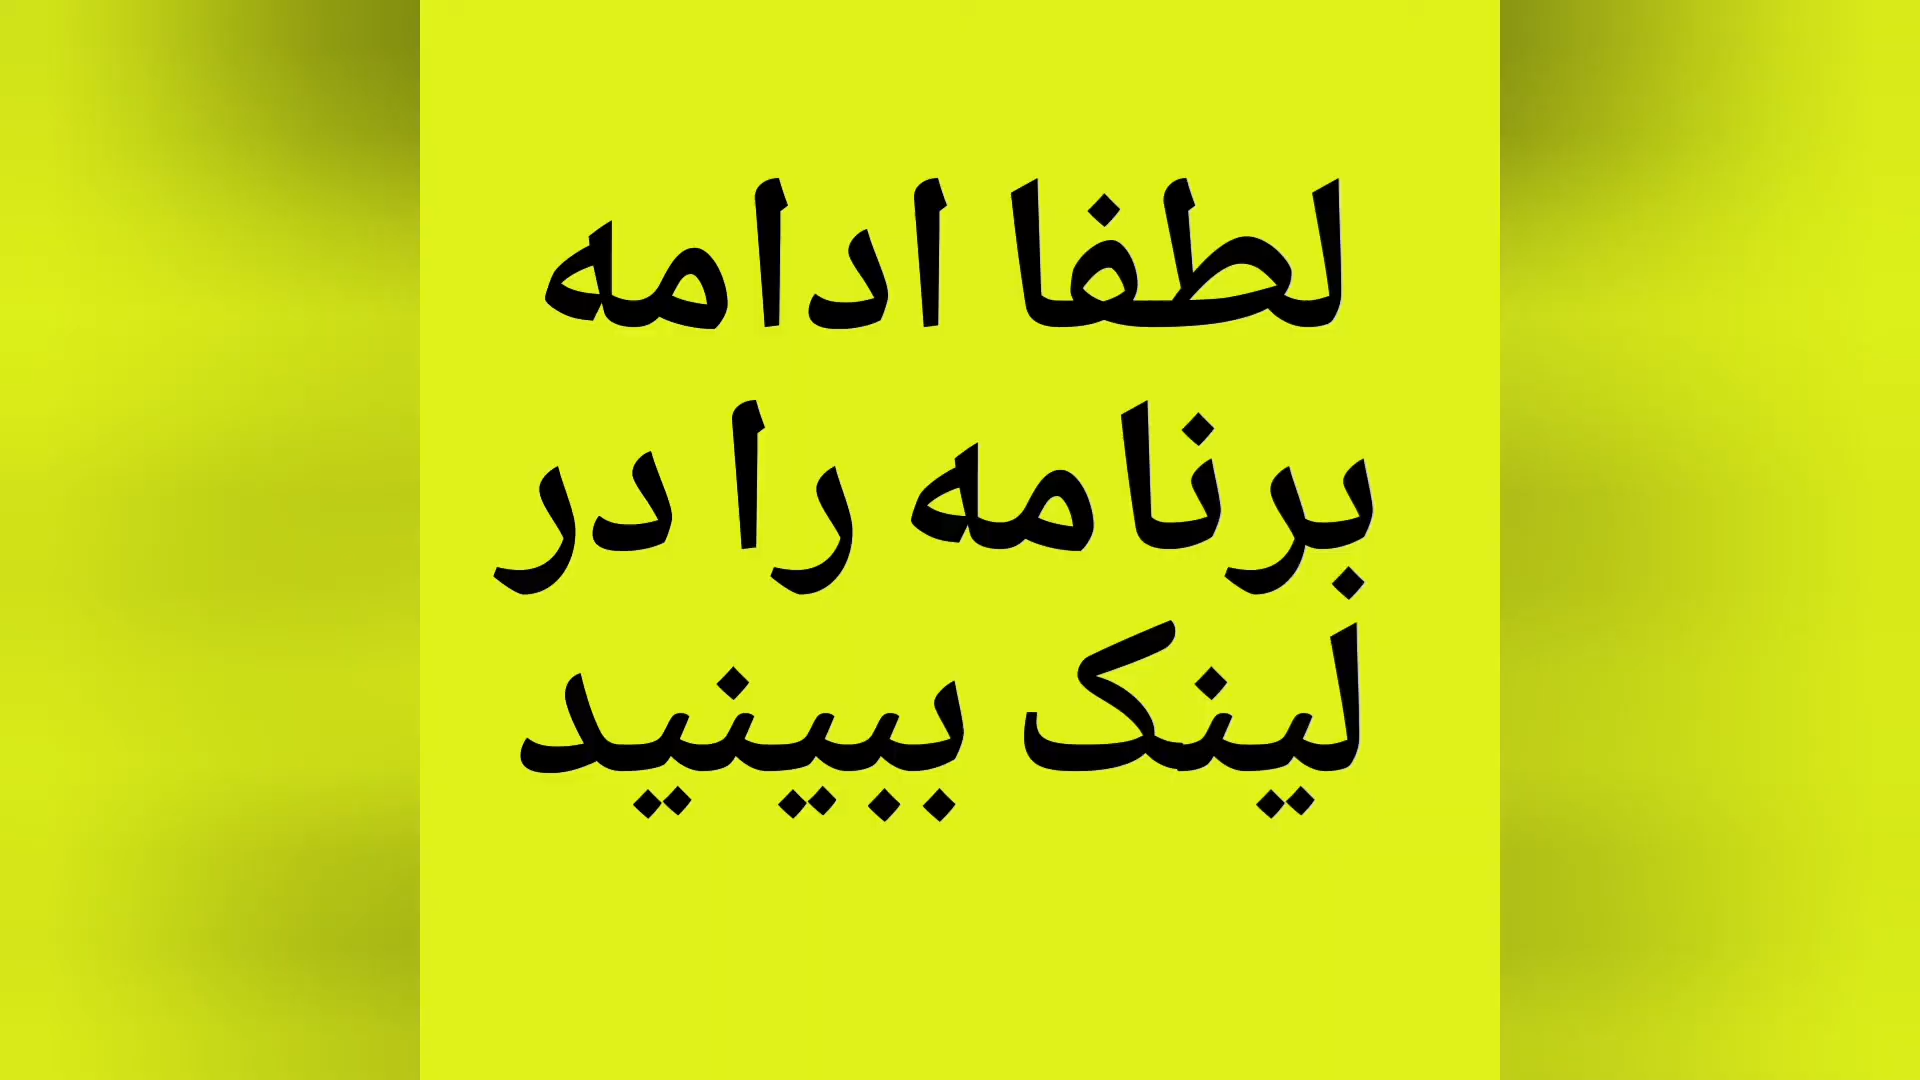 لطفا ادامه
برنامه را در
لینک ببینید